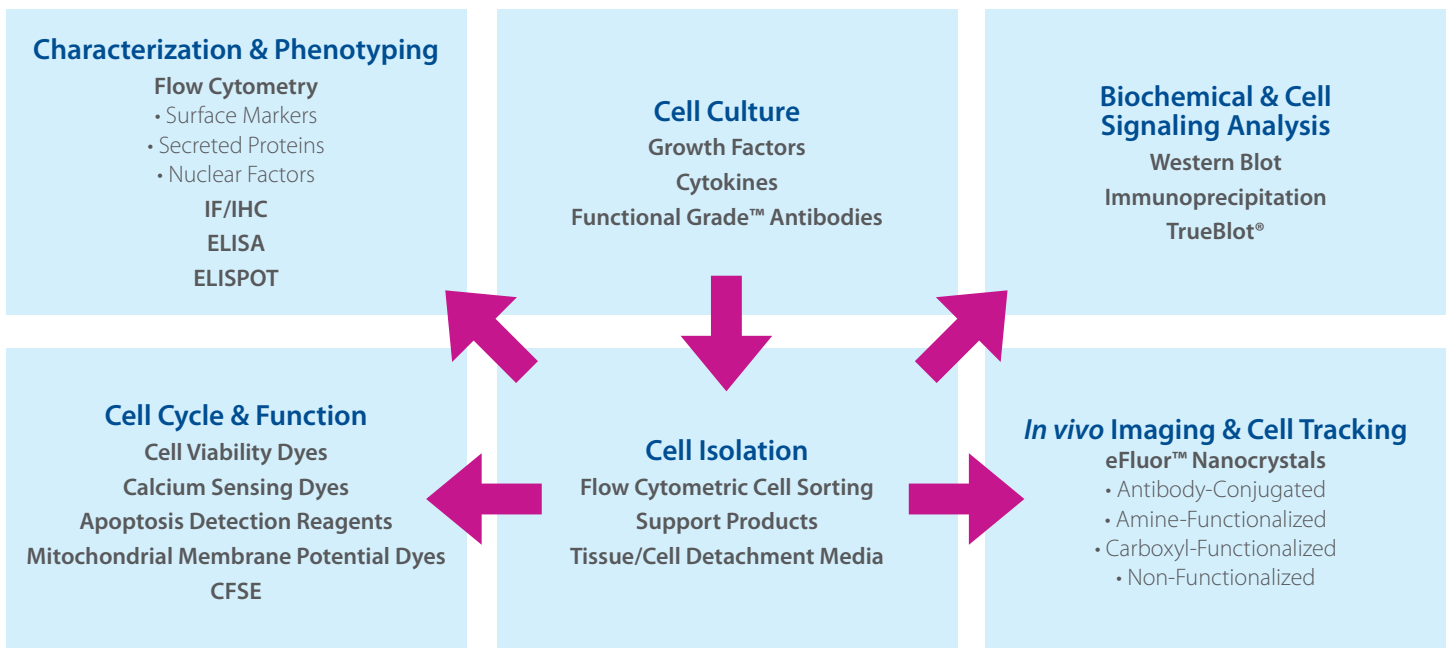 Characterization & Phenotyping
Flow Cytometry
• Surface Markers
• Secreted Proteins
• Nuclear Factors
IF/IHC
ELISA
ELISPOT
Cell Culture
Growth Factors
Cytokines
Functional Grade™ Antibodies
Biochemical & Cell
Signaling Analysis
Western Blot
Immunoprecipitation
TrueBlot®
Cell Cycle & Function
Cell Viability Dyes
Calcium Sensing Dyes
Apoptosis Detection Reagents
Mitochondrial Membrane Potential Dyes
CFSE
Cell Isolation
Flow Cytometric Cell Sorting
Support Products
Tissue/Cell Detachment Media
In vivo Imaging & Cell Tracking
eFluor™ Nanocrystals
• Antibody-Conjugated
• Amine-Functionalized
• Carboxyl-Functionalized
• Non-Functionalized